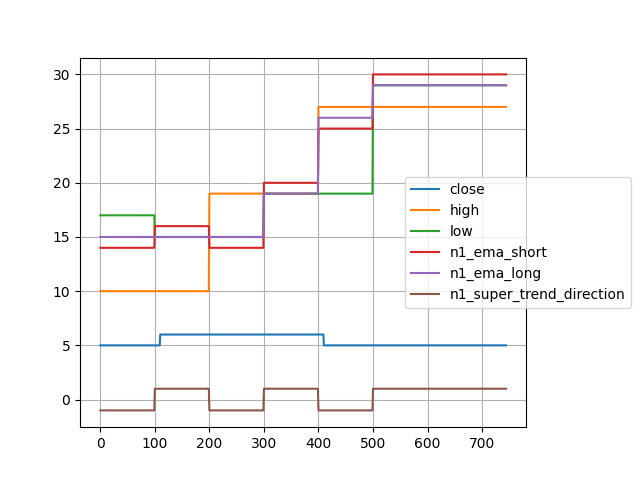 30
25
20
15
10
5
0
0 100 200 300 400 500 600 700
close
high
low
n1_ema_short
n1_ema_long
n1_super_trend_direction